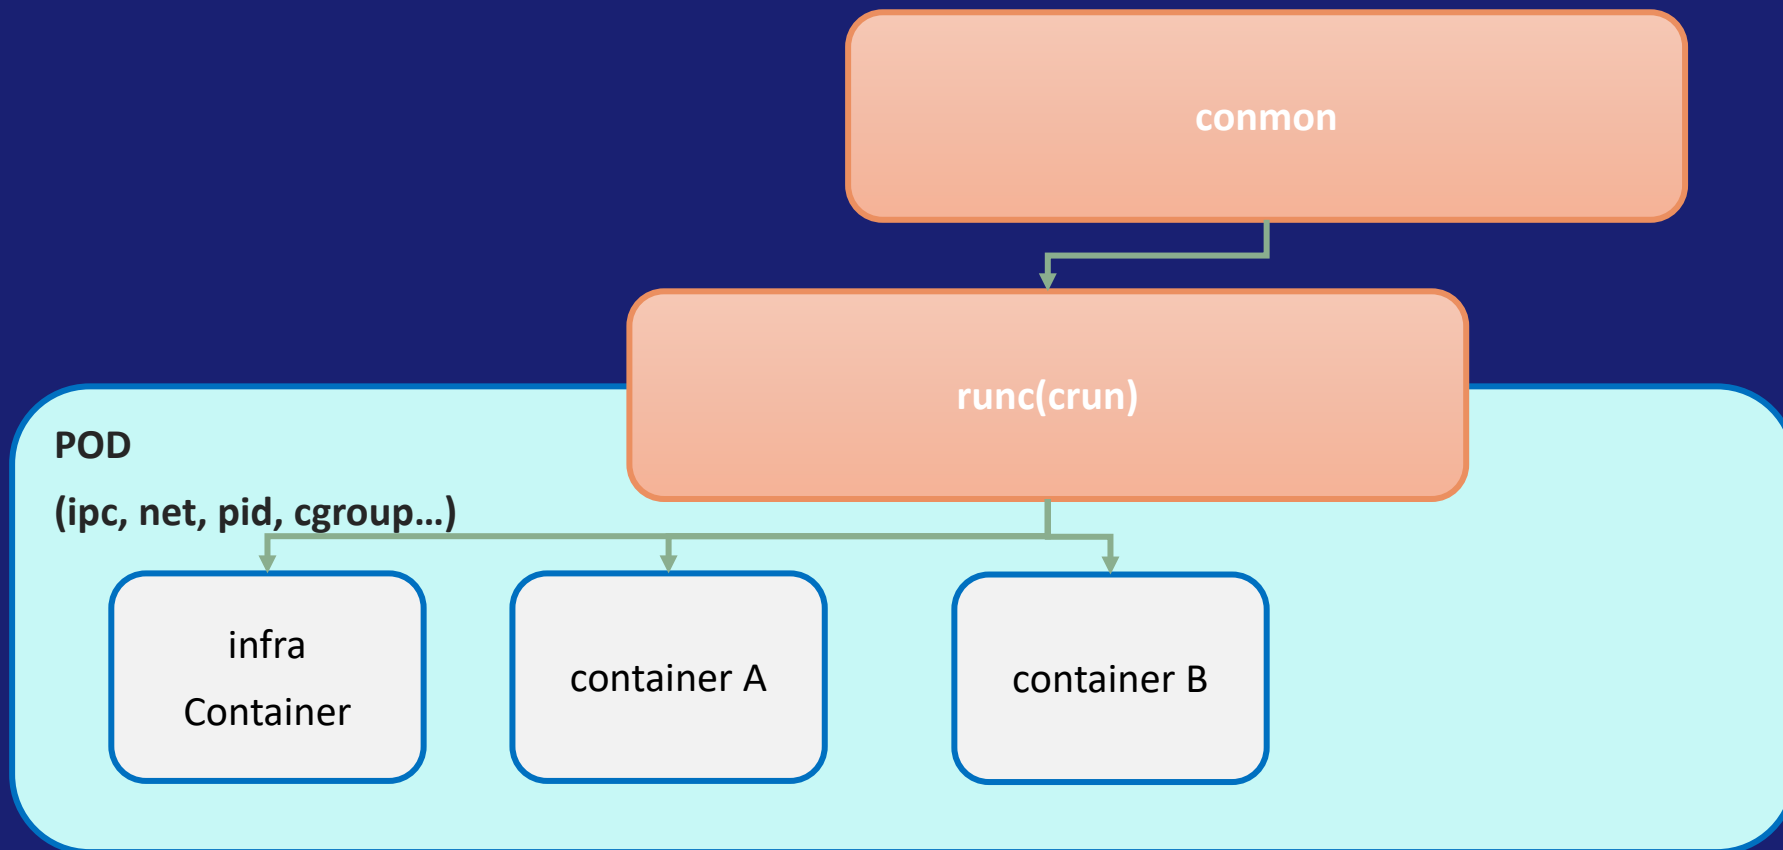 conmon
runc(crun)
POD
(ipc, net, pid, cgroup…)
infra
Container
container A
container B